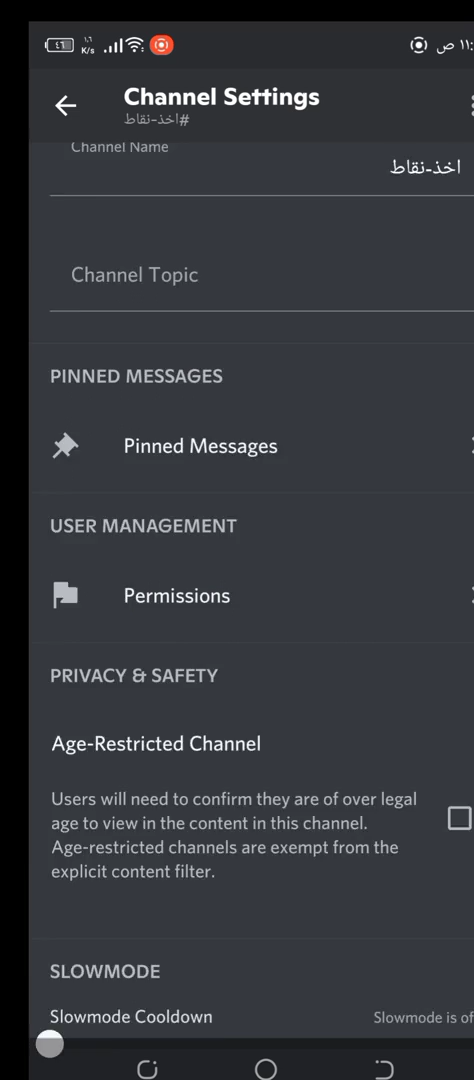 ٤٦ ١,٦ K/s ١١: ص
Channel Settings
#اخذ-نقاط
Channel Name
اخذ-نقاط
Channel Topic
PINNED MESSAGES
Pinned Messages
USER MANAGEMENT
Permissions
PRIVACY & SAFETY
Age-Restricted Channel
Users will need to confirm they are of over legal
age to view in the content in this channel.
Age-restricted channels are exempt from the
explicit content filter.
SLOWMODE
Slowmode Cooldown Slowmode is of